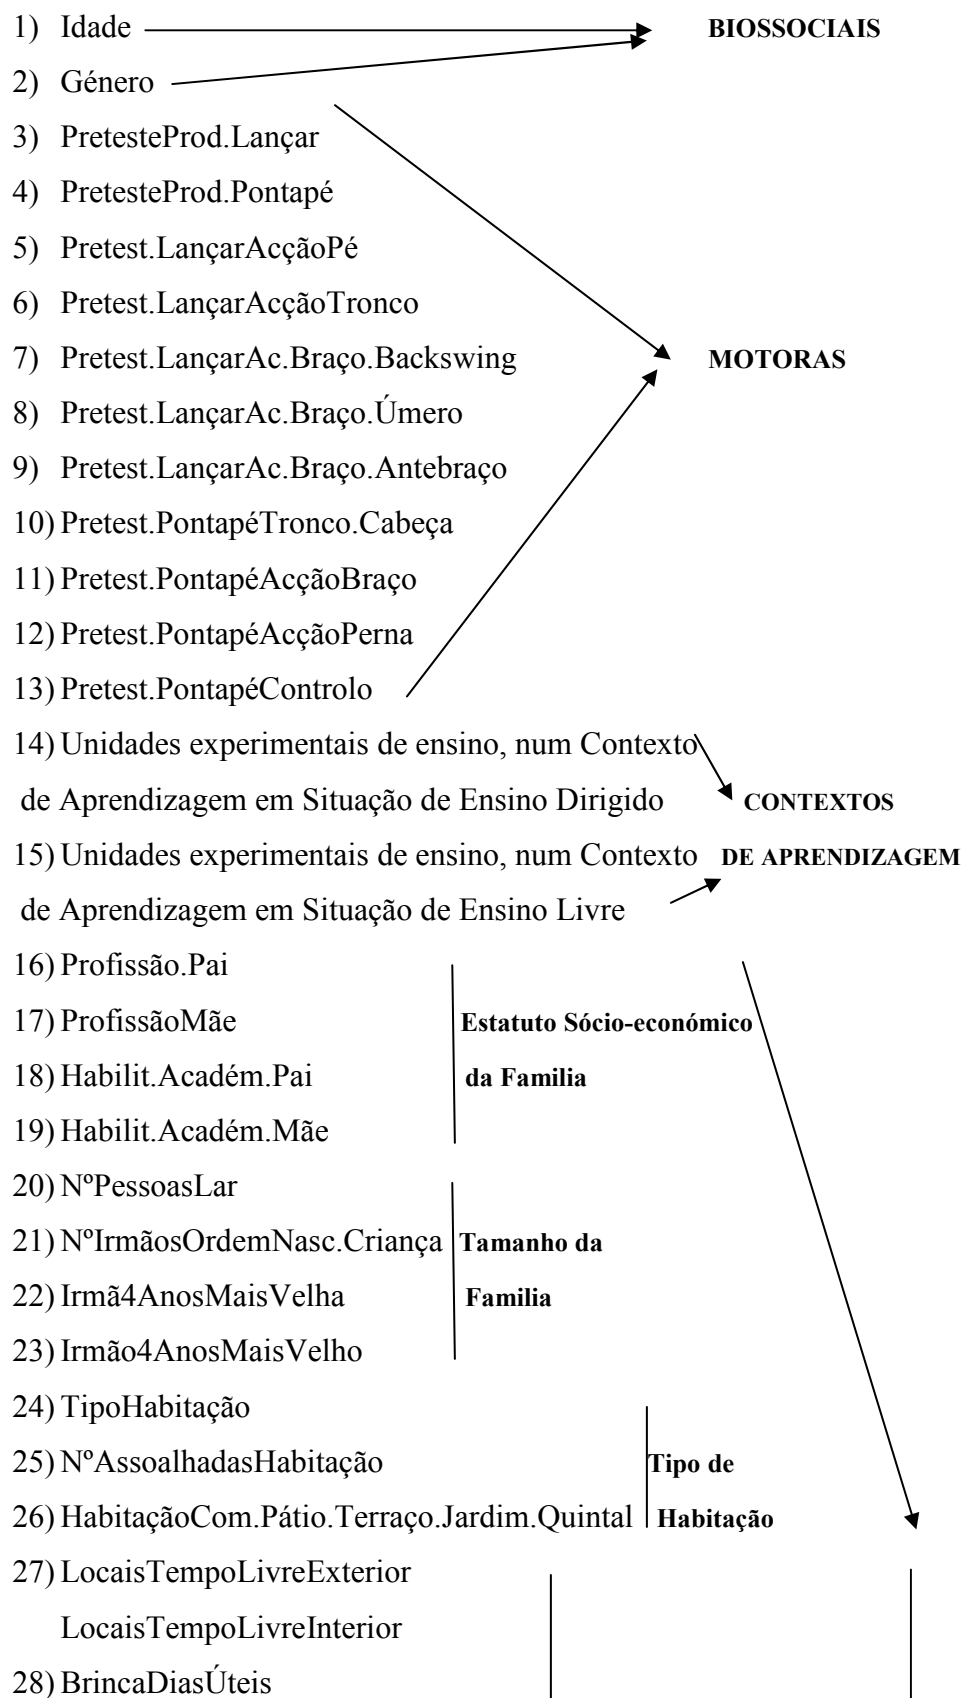 1) Idade BIOSSOCIAIS
2) Género
3) PretesteProd.Lançar
4) PretesteProd.Pontapé
5) Pretest.LançarAcçãoPé
6) Pretest.LançarAcçãoTronco
7) Pretest.LançarAc.Braço.Backswing MOTORAS
8) Pretest.LançarAc.Braço.Úmero
9) Pretest.LançarAc.Braço.Antebraço
10) Pretest.PontapéTronco.Cabeça
11) Pretest.PontapéAcçãoBraço
12) Pretest.PontapéAcçãoPerna
13) Pretest.PontapéControlo
14) Unidades experimentais de ensino, num Contexto
de Aprendizagem em Situação de Ensino Dirigido CONTEXTOS
15) Unidades experimentais de ensino, num Contexto DE APRENDIZAGEM
de Aprendizagem em Situação de Ensino Livre
16) Profissão.Pai
17) ProfissãoMãe Estatuto Sócio-económico
18) Habilit.Académ.Pai da Familia
19) Habilit.Académ.Mãe
20) NºPessoasLar
21) NºIrmãosOrdemNasc.Criança Tamanho da
22) Irmã4AnosMaisVelha Familia
23) Irmão4AnosMaisVelho
24) TipoHabitação
25) NºAssoalhadasHabitação Tipo de
26) HabitaçãoCom.Pátio.Terraço.Jardim.Quintal Habitação
27) LocaisTempoLivreExterior
LocaisTempoLivreInterior
28) BrincaDiasÚteis